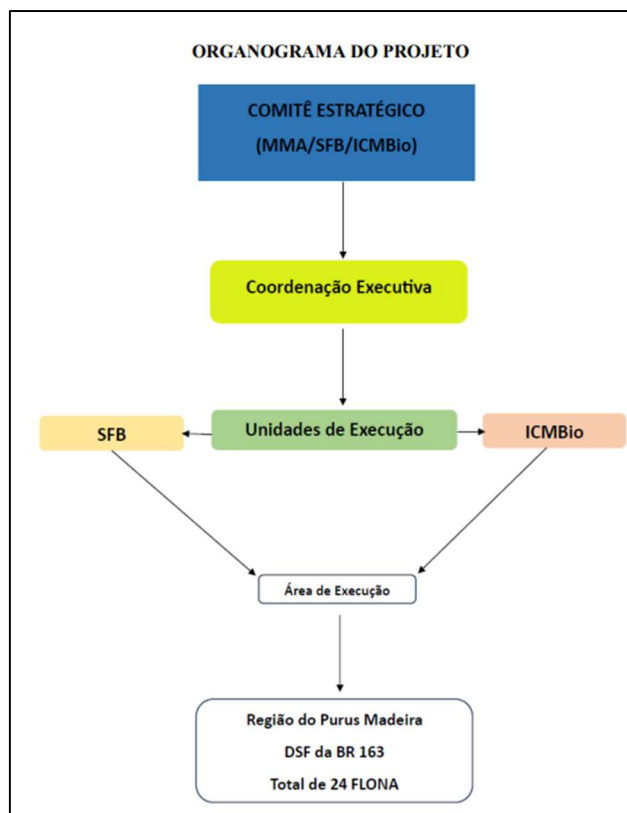 ORGANOGRAMA DO PROJETO
COMITÊ ESTRATÉGICO
(MMA/SFB/ICMBio)
Coordenação Executiva
SFB
Unidades de Execução
ICMBio
Área de Execução
Região do Purus Madeira
DSF da BR 163
Total de 24 FLONA